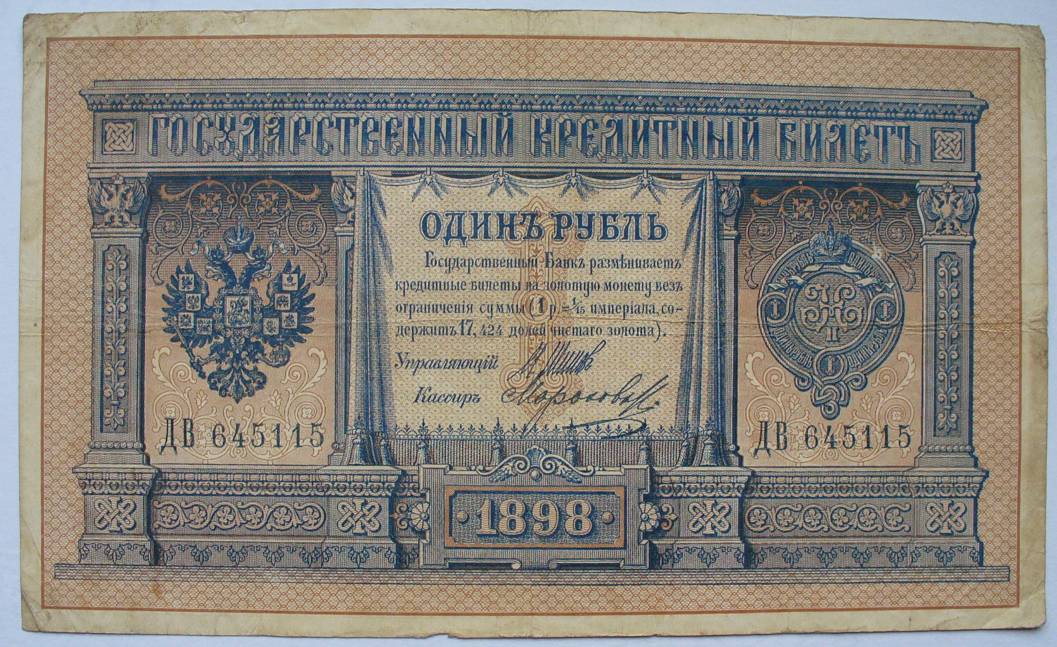 ГОСУДАРСТВЕННЫЙ КРЕДИТНЫЙ БИЛЕТЪ
ОДИНЪ РУБЛЬ
Государственный Банкъ размѣниваетъ
кредитные билеты на золотую монету безъ
ограниченія суммы (1 р. = 1/15 имперіала, со-
держитъ 17,424 долей чистаго золота).
Управляющій
Кассиръ Морозов
ДВ 645115
ДВ 645115
1898